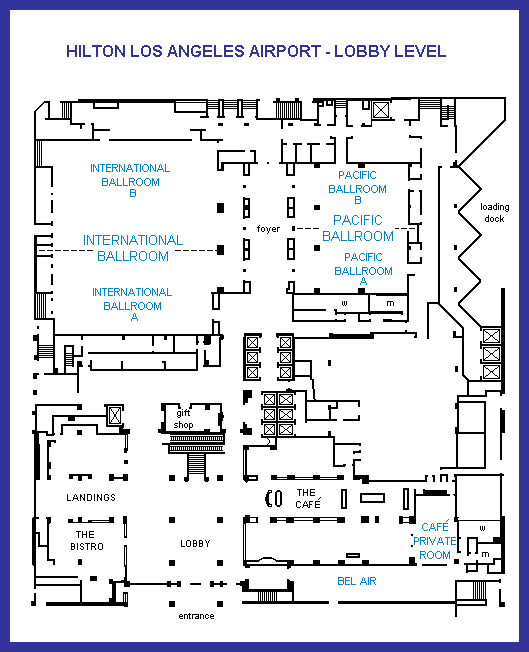 HILTON LOS ANGELES AIRPORT - LOBBY LEVEL
INTERNATIONAL
BALLROOM
B
PACIFIC
BALLROOM
B
loading
dock
foyer
INTERNATIONAL
BALLROOM
PACIFIC
BALLROOM
INTERNATIONAL
BALLROOM
A
PACIFIC
BALLROOM
A
w
m
gift
shop
LANDINGS
THE
CAFÉ
THE
BISTRO
LOBBY
CAFÉ
PRIVATE
ROOM
w
m
BEL AIR
entrance